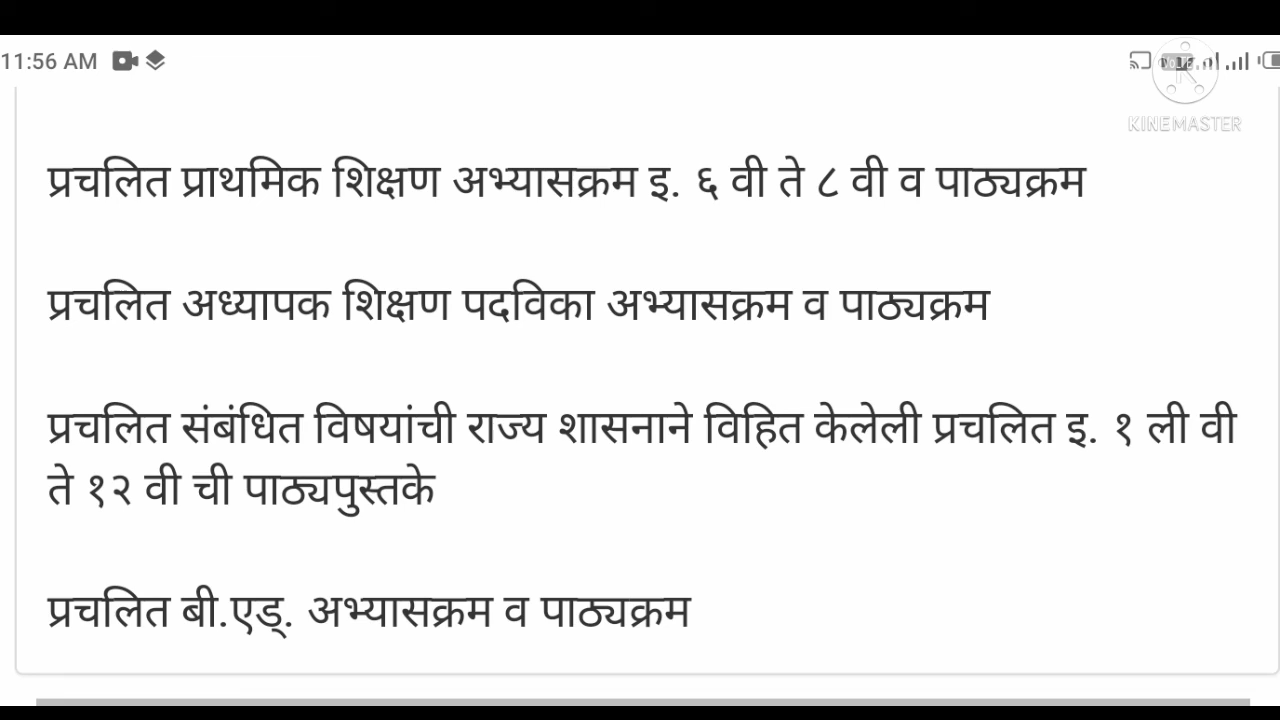 11:56 AM
KINEMASTER
प्रचलित प्राथमिक शिक्षण अभ्यासक्रम इ. ६ वी ते ८ वी व पाठ्यक्रम
प्रचलित अध्यापक शिक्षण पदविका अभ्यासक्रम व पाठ्यक्रम
प्रचलित संबंधित विषयांची राज्य शासनाने विहित केलेली प्रचलित इ. १ ली वी
ते १२ वी ची पाठ्यपुस्तके
प्रचलित बी.एड्. अभ्यासक्रम व पाठ्यक्रम